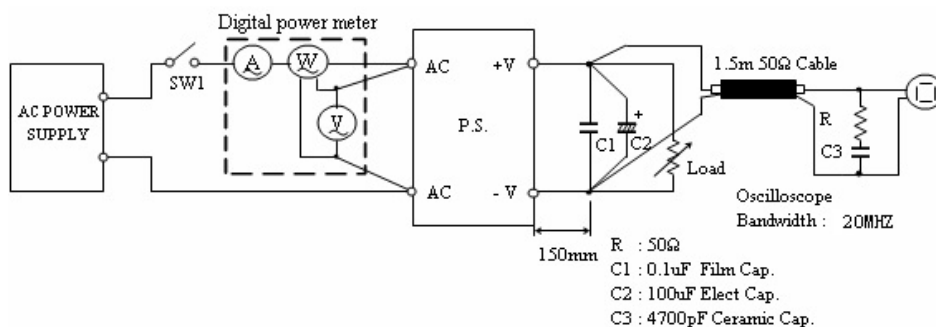 Digital power meter
SW1
A
W
V
AC POWER
SUPPLY
AC
AC
P.S.
+V
- V
C1
+
C2
Load
150mm
1.5m 50Ω Cable
R
C3
Oscilloscope
Bandwidth : 20MHZ
R : 50Ω
C1 : 0.1uF Film Cap.
C2 : 100uF Elect Cap.
C3 : 4700pF Ceramic Cap.